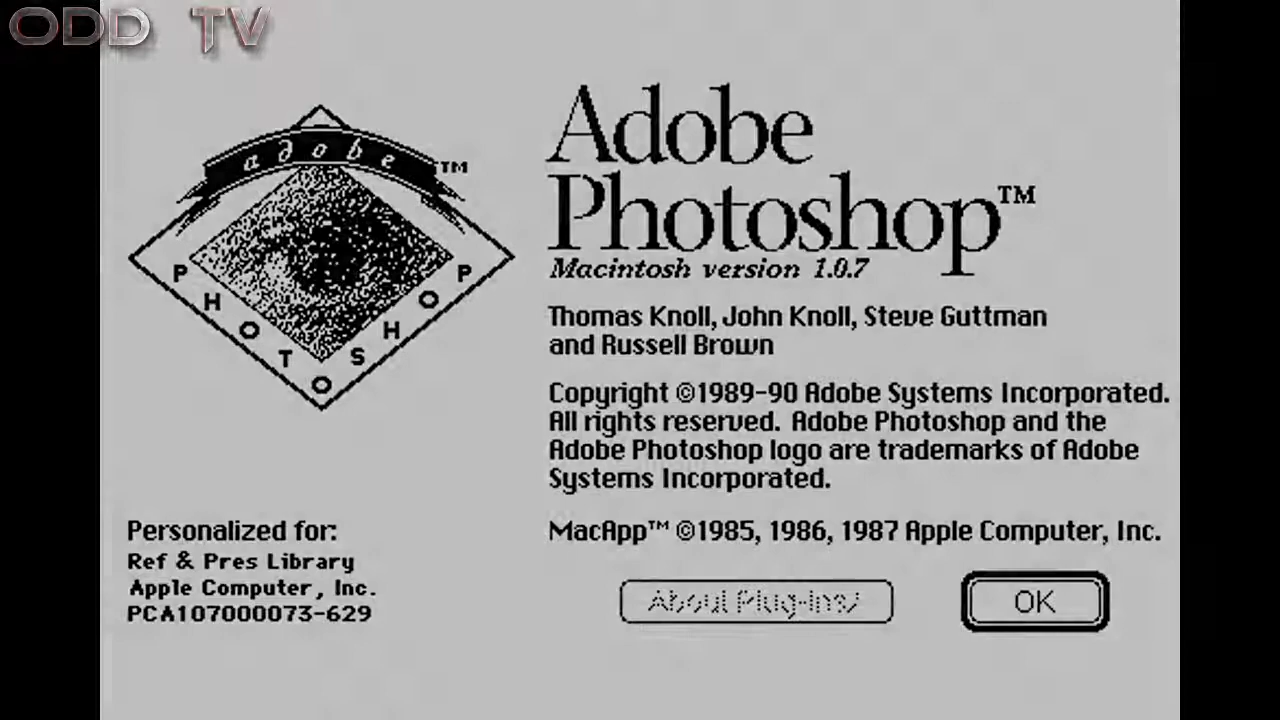 ODD TV
adobe™
PHOTOSHOP
Adobe
Photoshop™
Macintosh version 1.0.7
Thomas Knoll, John Knoll, Steve Guttman
and Russell Brown
Copyright ©1989-90 Adobe Systems Incorporated.
All rights reserved. Adobe Photoshop and the
Adobe Photoshop logo are trademarks of Adobe
Systems Incorporated.
Personalized for:
Ref & Pres Library
Apple Computer, Inc.
PCA107000073-629
MacApp™ ©1985, 1986, 1987 Apple Computer, Inc.
About Plug-Ins/
OK